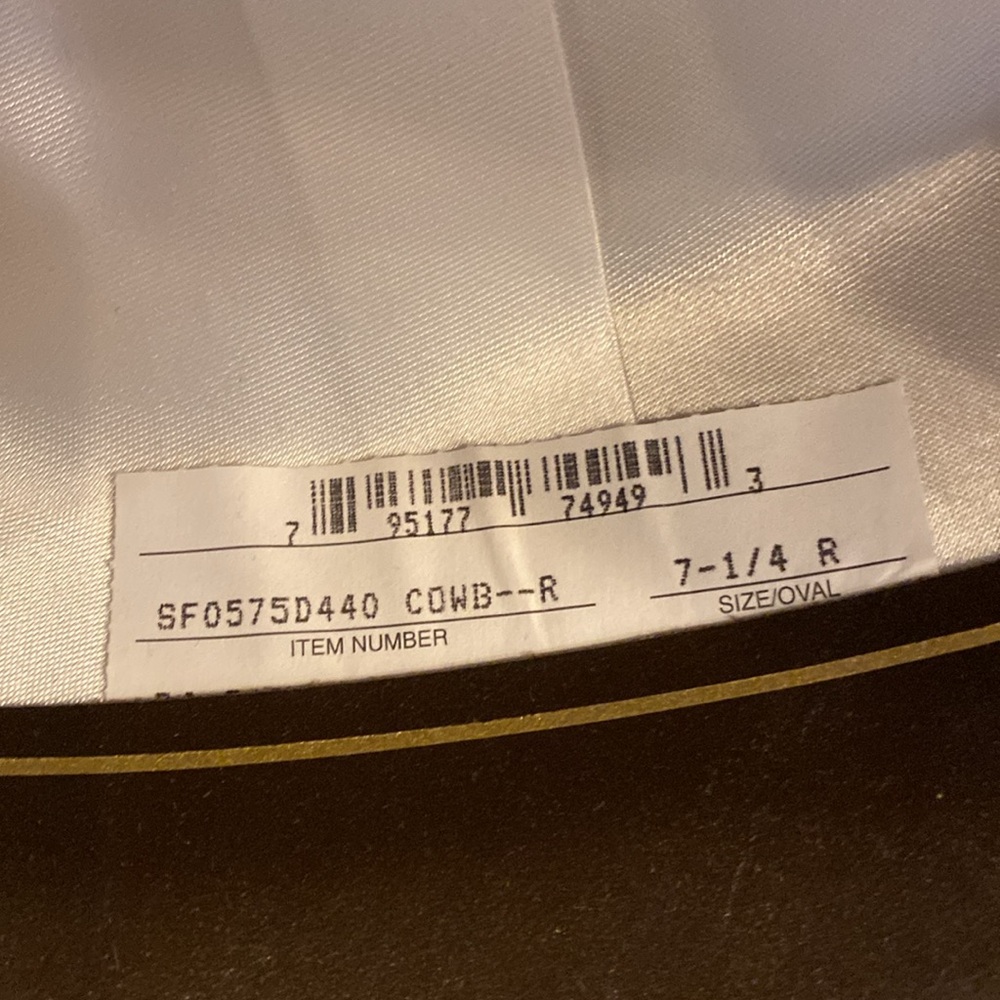 7 95177 74949 3
SF0575D440 COWB--R 7-1/4 R
ITEM NUMBER SIZE/OVAL